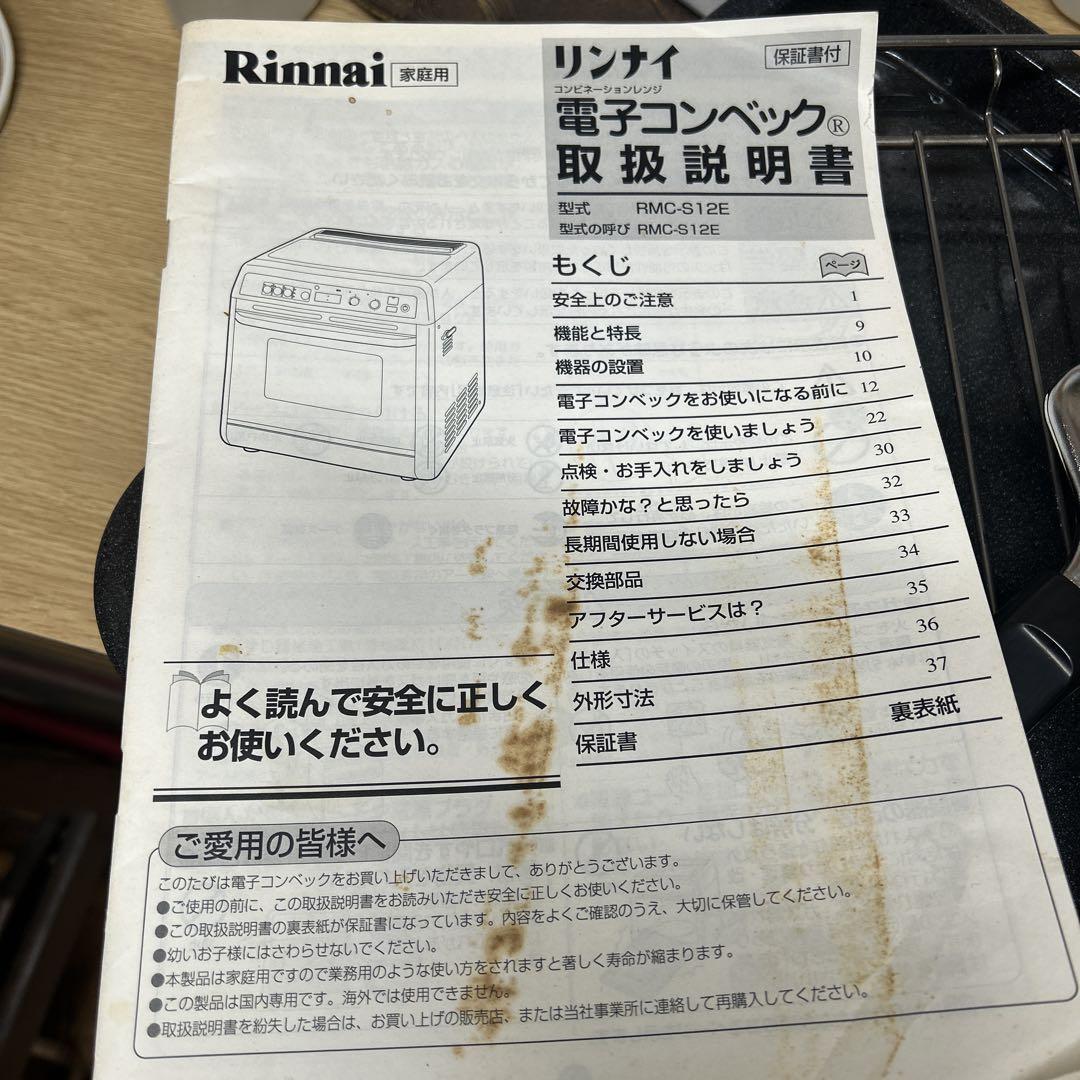 Rinnai 家庭用
リンナイ 保証書付
コンビネーションレンジ
電子コンベック®
取扱説明書
型式 RMC-S12E
型式の呼び RMC-S12E
もくじ ページ
安全上のご注意 1
機能と特長 9
機器の設置 10
電子コンベックをお使いになる前に 12
電子コンベックを使いましょう 22
点検・お手入れをしましょう 30
故障かな?と思ったら 32
長期間使用しない場合 33
交換部品 34
アフターサービスは? 35
仕様 36
外形寸法 37
保証書 裏表紙
よく読んで安全に正しく
お使いください。
ご愛用の皆様へ
このたびは電子コンベックをお買い上げいただきまして、ありがとうございます。
●ご使用の前に、この取扱説明書をお読みいただき安全に正しくお使いください。
●この取扱説明書の裏表紙が保証書になっています。内容をよくご確認のうえ、大切に保管してください。
●幼いお子様にはさわらせないでください。
●本製品は家庭用ですので業務用のような使い方をされますと著しく寿命が縮まります。
●この製品は国内専用です。海外では使用できません。
●取扱説明書を紛失した場合は、お買い上げの販売店、または当社事業所に連絡して再購入してください。